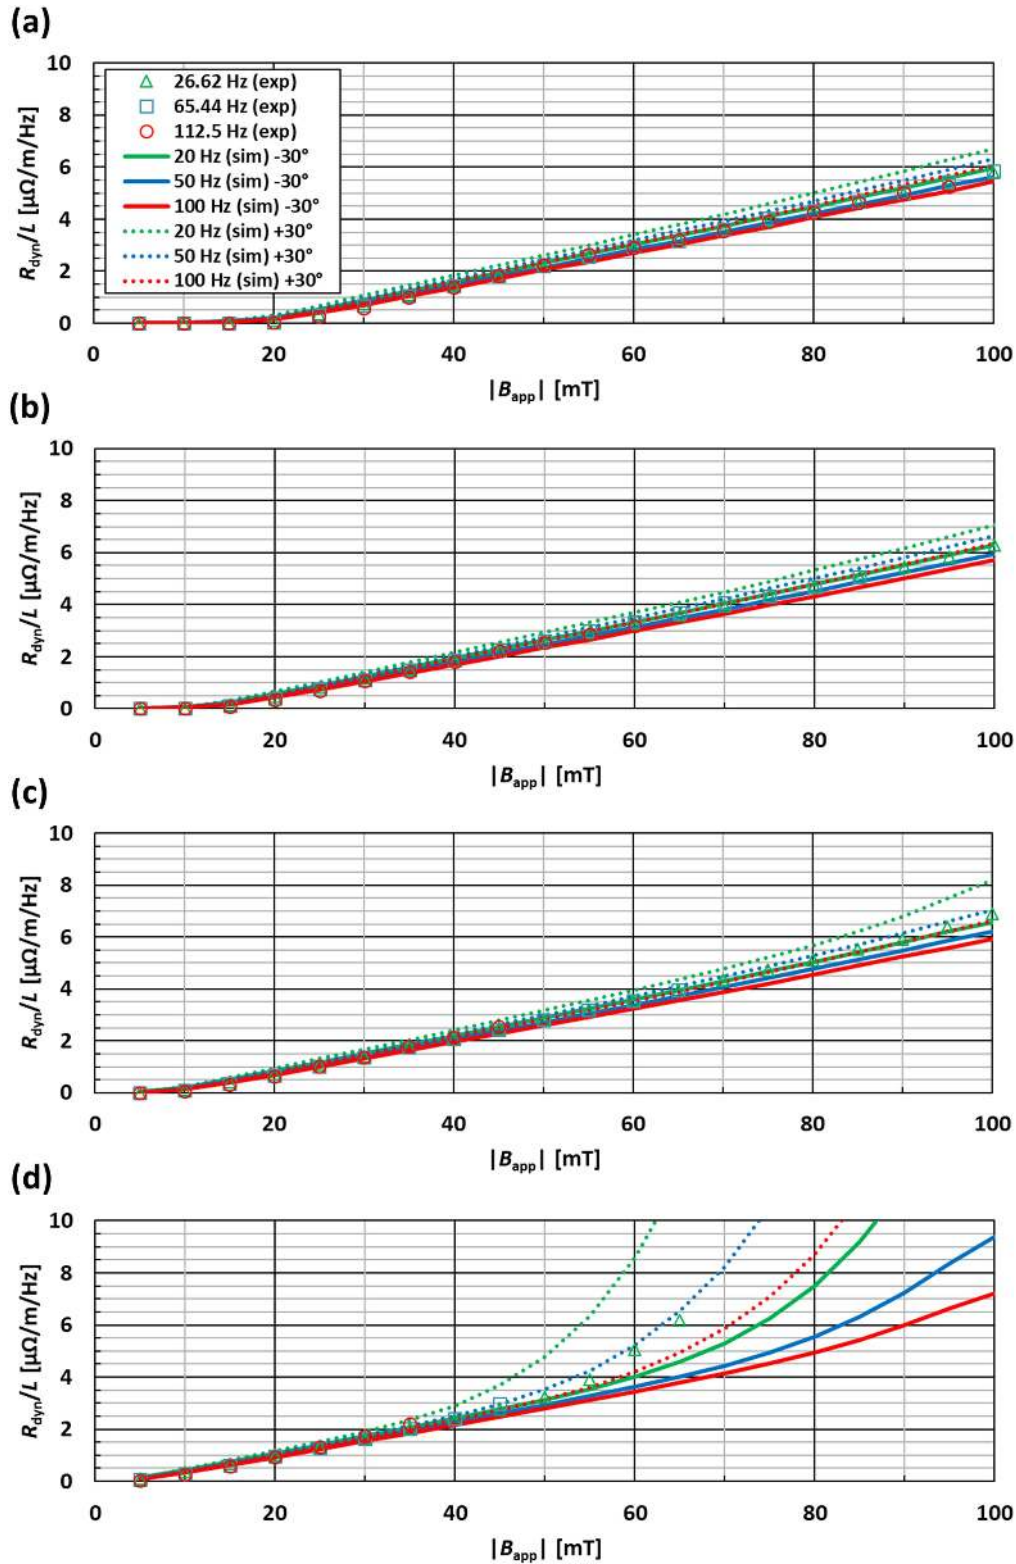 (a)
10
8
6
4
2
0
R_dyn/L [μΩ/m/Hz]
26.62 Hz (exp)
65.44 Hz (exp)
112.5 Hz (exp)
20 Hz (sim) -30°
50 Hz (sim) -30°
100 Hz (sim) -30°
20 Hz (sim) +30°
50 Hz (sim) +30°
100 Hz (sim) +30°
0 20 40 60 80 100
|B_app| [mT]
(b)
10
8
6
4
2
0
R_dyn/L [μΩ/m/Hz]
0 20 40 60 80 100
|B_app| [mT]
(c)
10
8
6
4
2
0
R_dyn/L [μΩ/m/Hz]
0 20 40 60 80 100
|B_app| [mT]
(d)
10
8
6
4
2
0
R_dyn/L [μΩ/m/Hz]
0 20 40 60 80 100
|B_app| [mT]